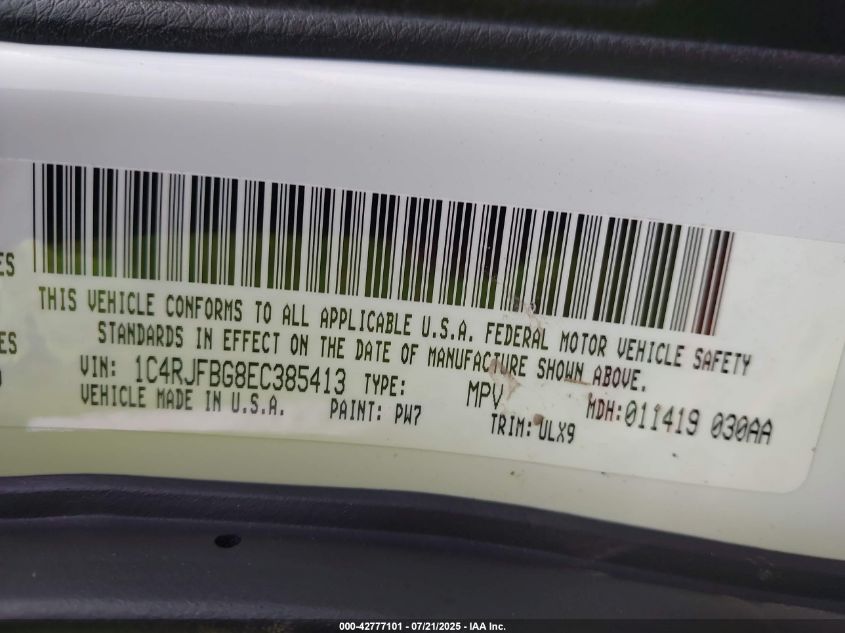 ES
THIS VEHICLE CONFORMS TO ALL APPLICABLE U.S.A. FEDERAL MOTOR VEHICLE SAFETY
STANDARDS IN EFFECT ON THE DATE OF MANUFACTURE SHOWN ABOVE.
ES
VIN: 1C4RJFBG8EC385413 TYPE: MPV MDH:011419 030AA
VEHICLE MADE IN U.S.A. PAINT: PW7 TRIM: ULX9
000-42777101 - 07/21/2025 - IAA Inc.